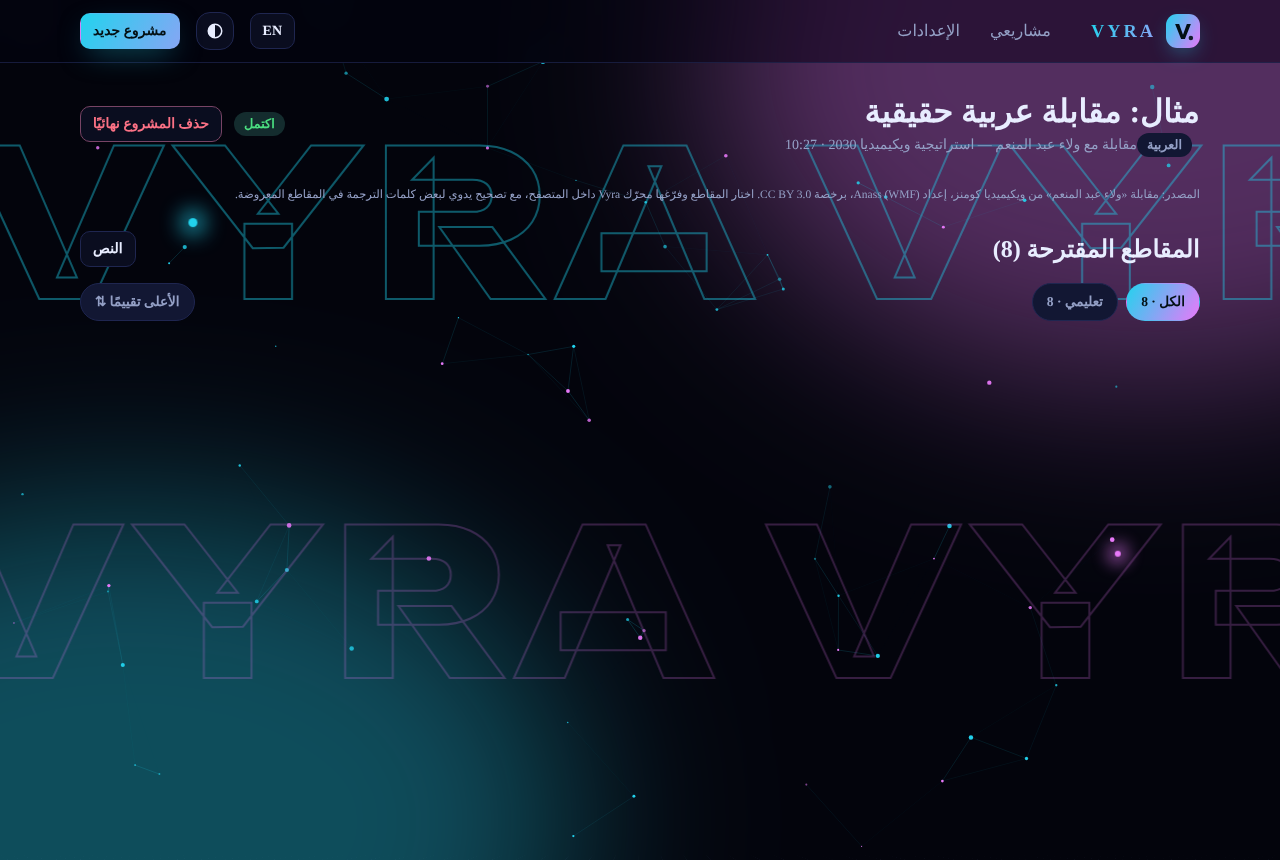 V. VYRA مشاريعي الإعدادات EN مشروع جديد
مثال: مقابلة عربية حقيقية
اكتمل حذف المشروع نهائيًا
العربية مقابلة مع ولاء عبد المنعم — استراتيجية ويكيميديا 2030 · 10:27
المصدر: مقابلة «ولاء عبد المنعم» من ويكيميديا كومنز، إعداد Anass (WMF)، برخصة CC BY 3.0. اختار المقاطع وفرّغها محرّك Vyra داخل المتصفح، مع تصحيح يدوي لبعض كلمات الترجمة في المقاطع المعروضة.
المقاطع المقترحة (8) النص
الكل · 8 تعليمي · 8 الأعلى تقييمًا ⇅
VYRA VYRA
VYRA VYR